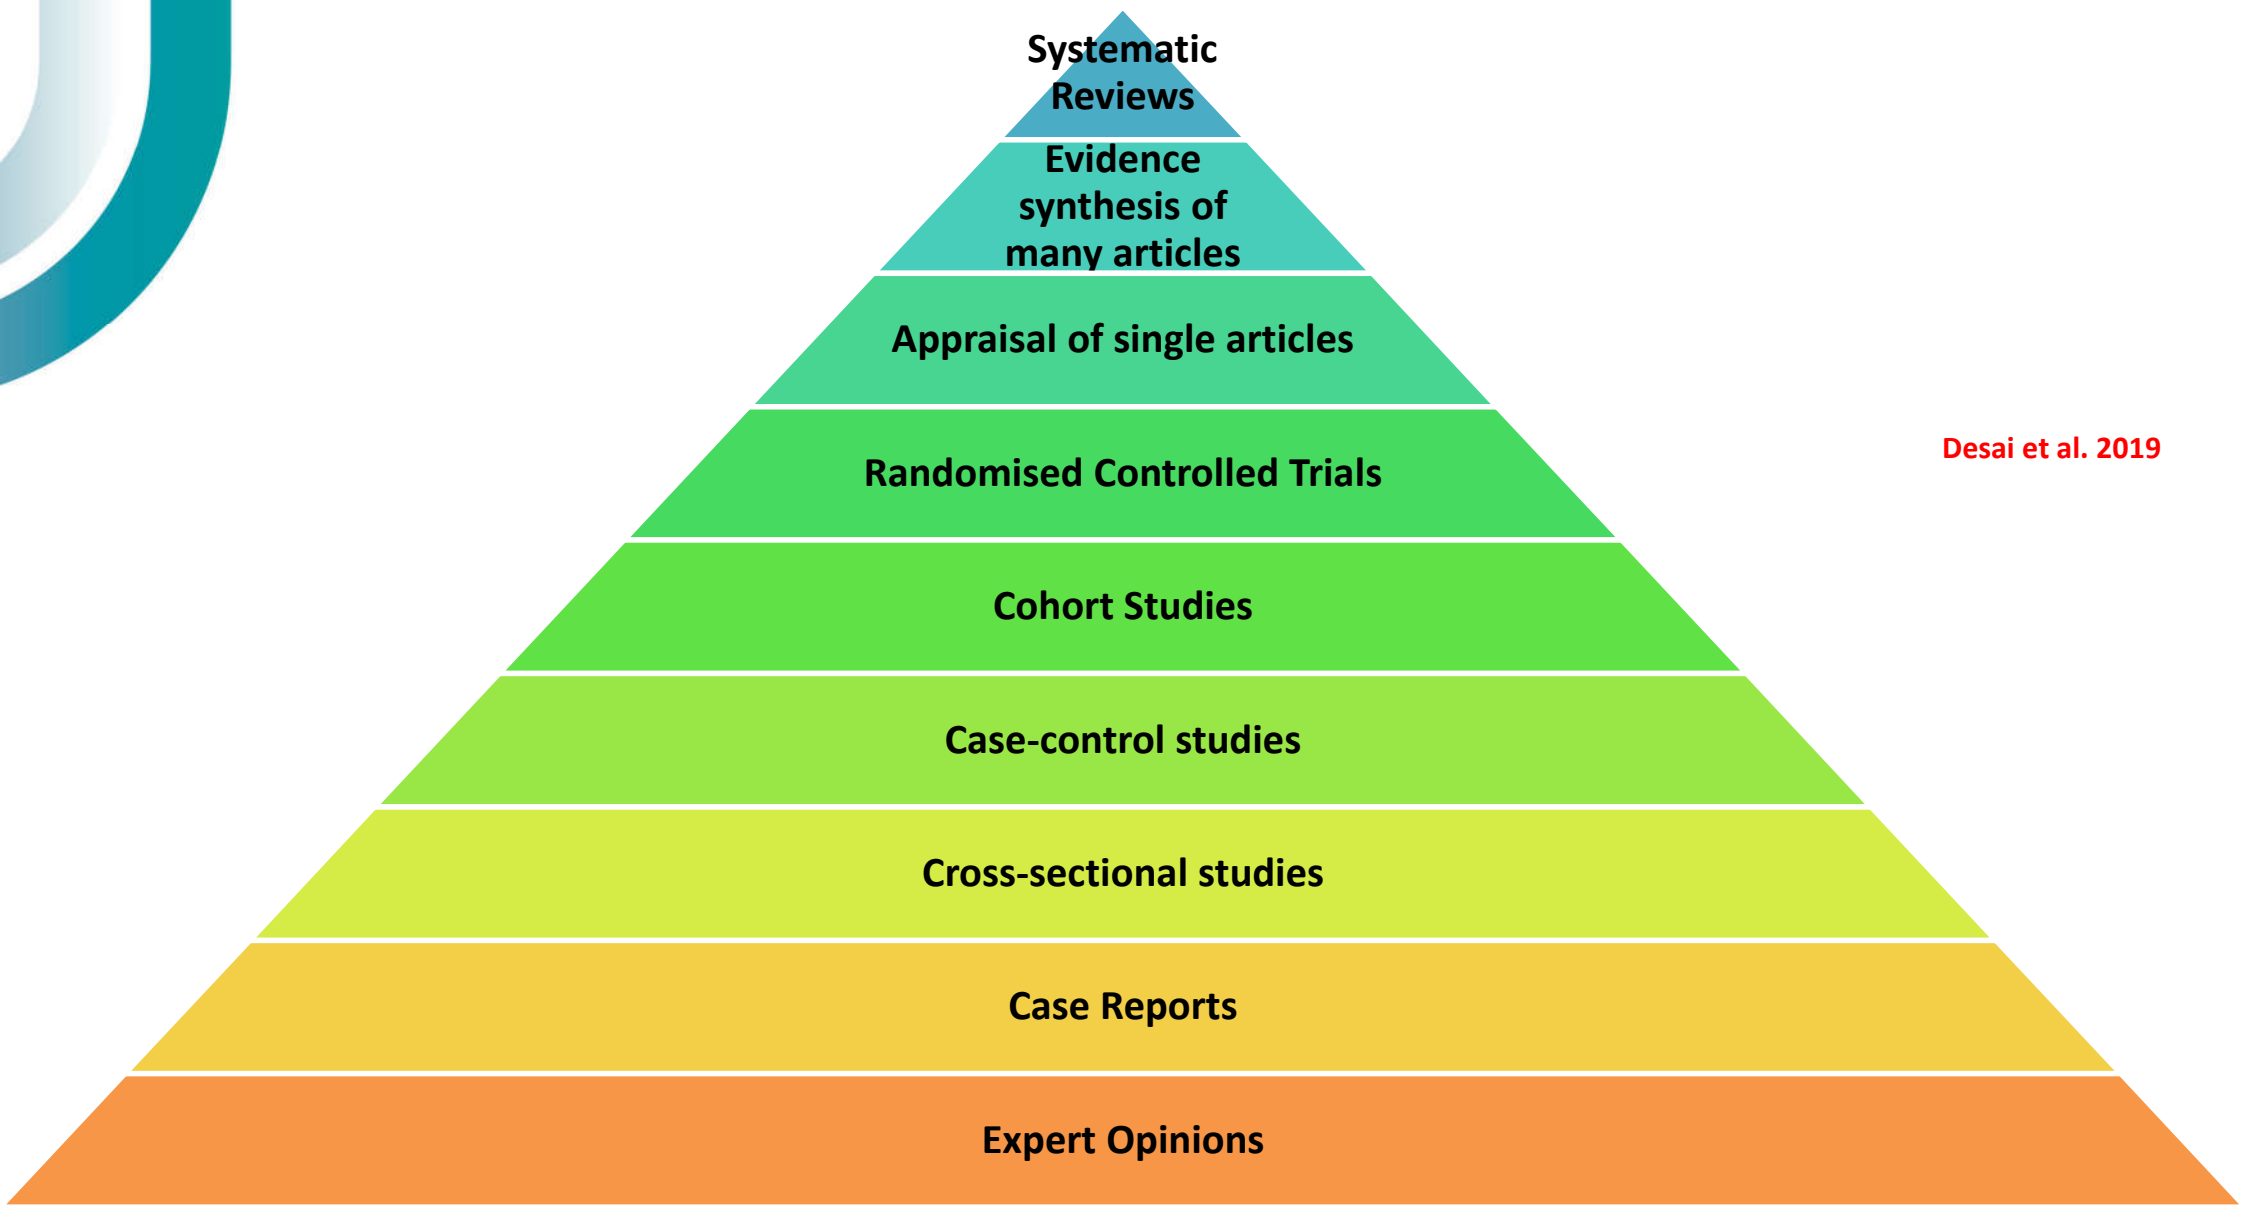 Systematic
Reviews
Evidence
synthesis of
many articles
Appraisal of single articles
Randomised Controlled Trials
Desai et al. 2019
Cohort Studies
Case-control studies
Cross-sectional studies
Case Reports
Expert Opinions